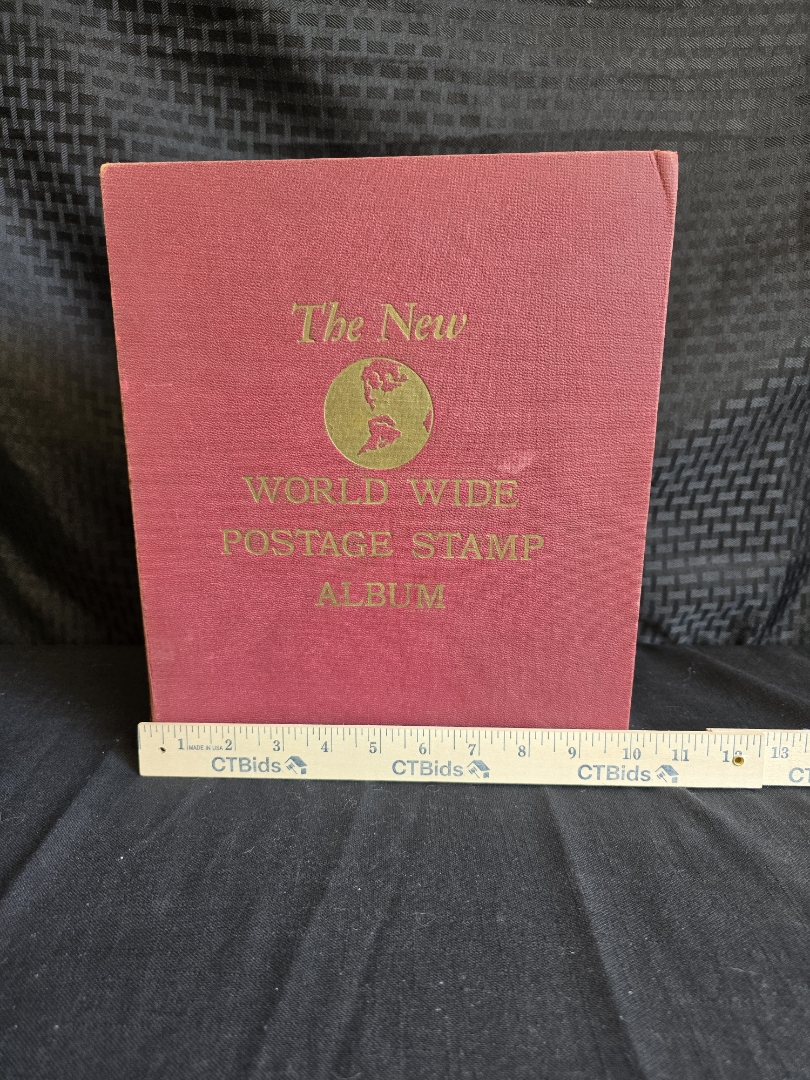 The New
WORLD WIDE
POSTAGE STAMP
ALBUM
1 MADE IN USA 2 3 4 5 6 7 8 9 10 11 12 13
CTBids CTBids CTBids CT